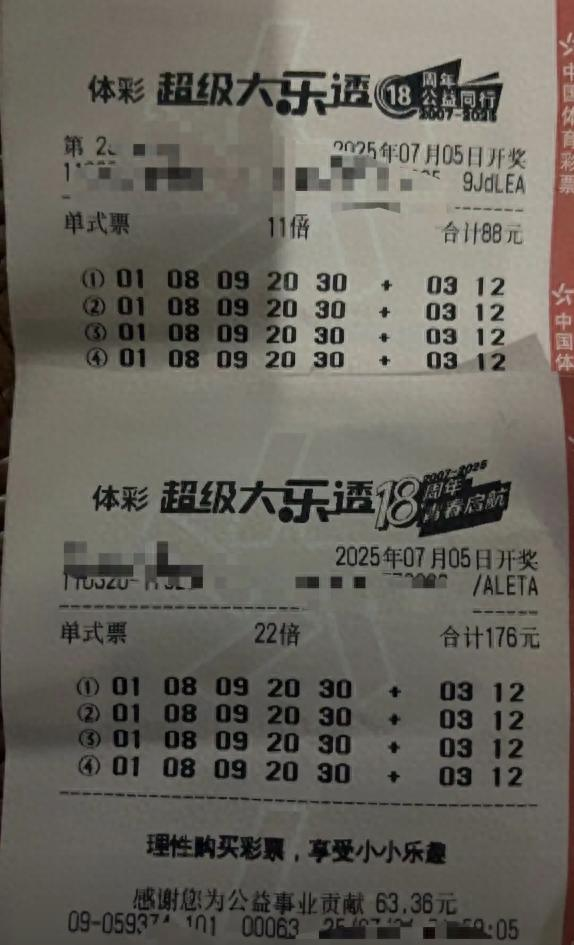 体彩 超级大乐透 18 周年 公益同行 2007-2025
第 2 2025年07月05日开奖
9JdLEA
单式票 11倍 合计88元
① 01 08 09 20 30 + 03 12
② 01 08 09 20 30 + 03 12
③ 01 08 09 20 30 + 03 12
④ 01 08 09 20 30 + 03 12
体彩 超级大乐透 18 周年 青春启航 2007-2025
2025年07月05日开奖
/ALETA
单式票 22倍 合计176元
① 01 08 09 20 30 + 03 12
② 01 08 09 20 30 + 03 12
③ 01 08 09 20 30 + 03 12
④ 01 08 09 20 30 + 03 12
理性购买彩票，享受小小乐趣
感谢您为公益事业贡献 63.36元
101 00063 :05
中国体育彩票
中国体